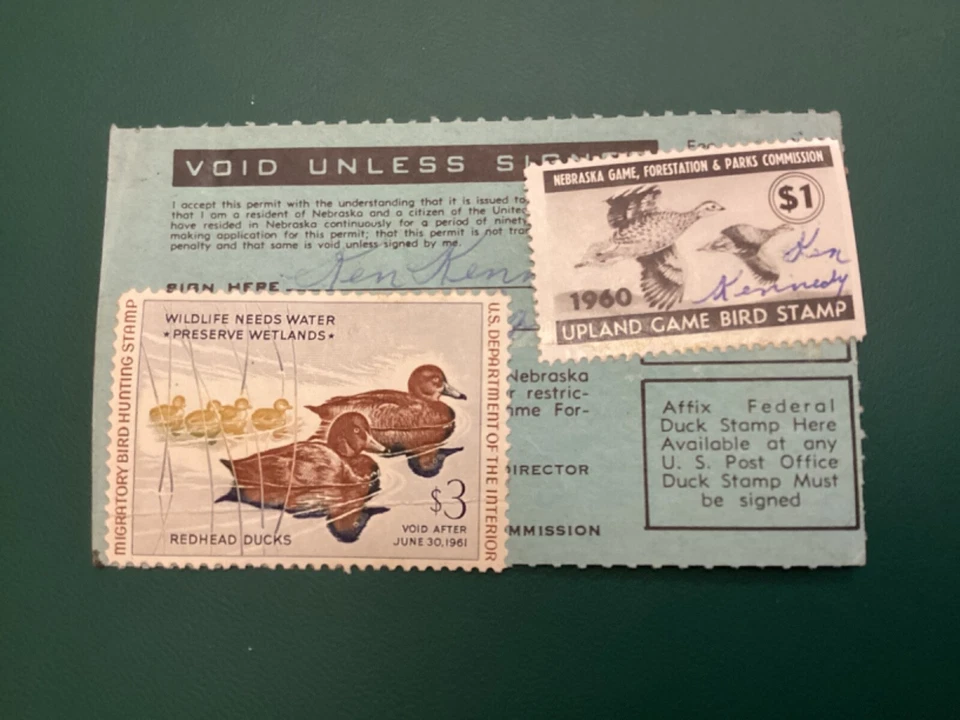 VOID UNLESS SIGNED
I accept this permit with the understanding that it is issued to
that I am a resident of Nebraska and a citizen of the United
have resided in Nebraska continuously for a period of ninety
making application for this permit; that this permit is not tran
penalty and that same is void unless signed by me.
SIGN HERE Ken Kenn
NEBRASKA GAME, FORESTATION & PARKS COMMISSION
$1
Ken
Kennedy
1960
UPLAND GAME BIRD STAMP
MIGRATORY BIRD HUNTING STAMP
WILDLIFE NEEDS WATER
★PRESERVE WETLANDS★
U.S. DEPARTMENT OF THE INTERIOR
$3
VOID AFTER
JUNE 30, 1961
REDHEAD DUCKS
Nebraska
r restric-
me For-
DIRECTOR
MMISSION
Affix Federal
Duck Stamp Here
Available at any
U. S. Post Office
Duck Stamp Must
be signed